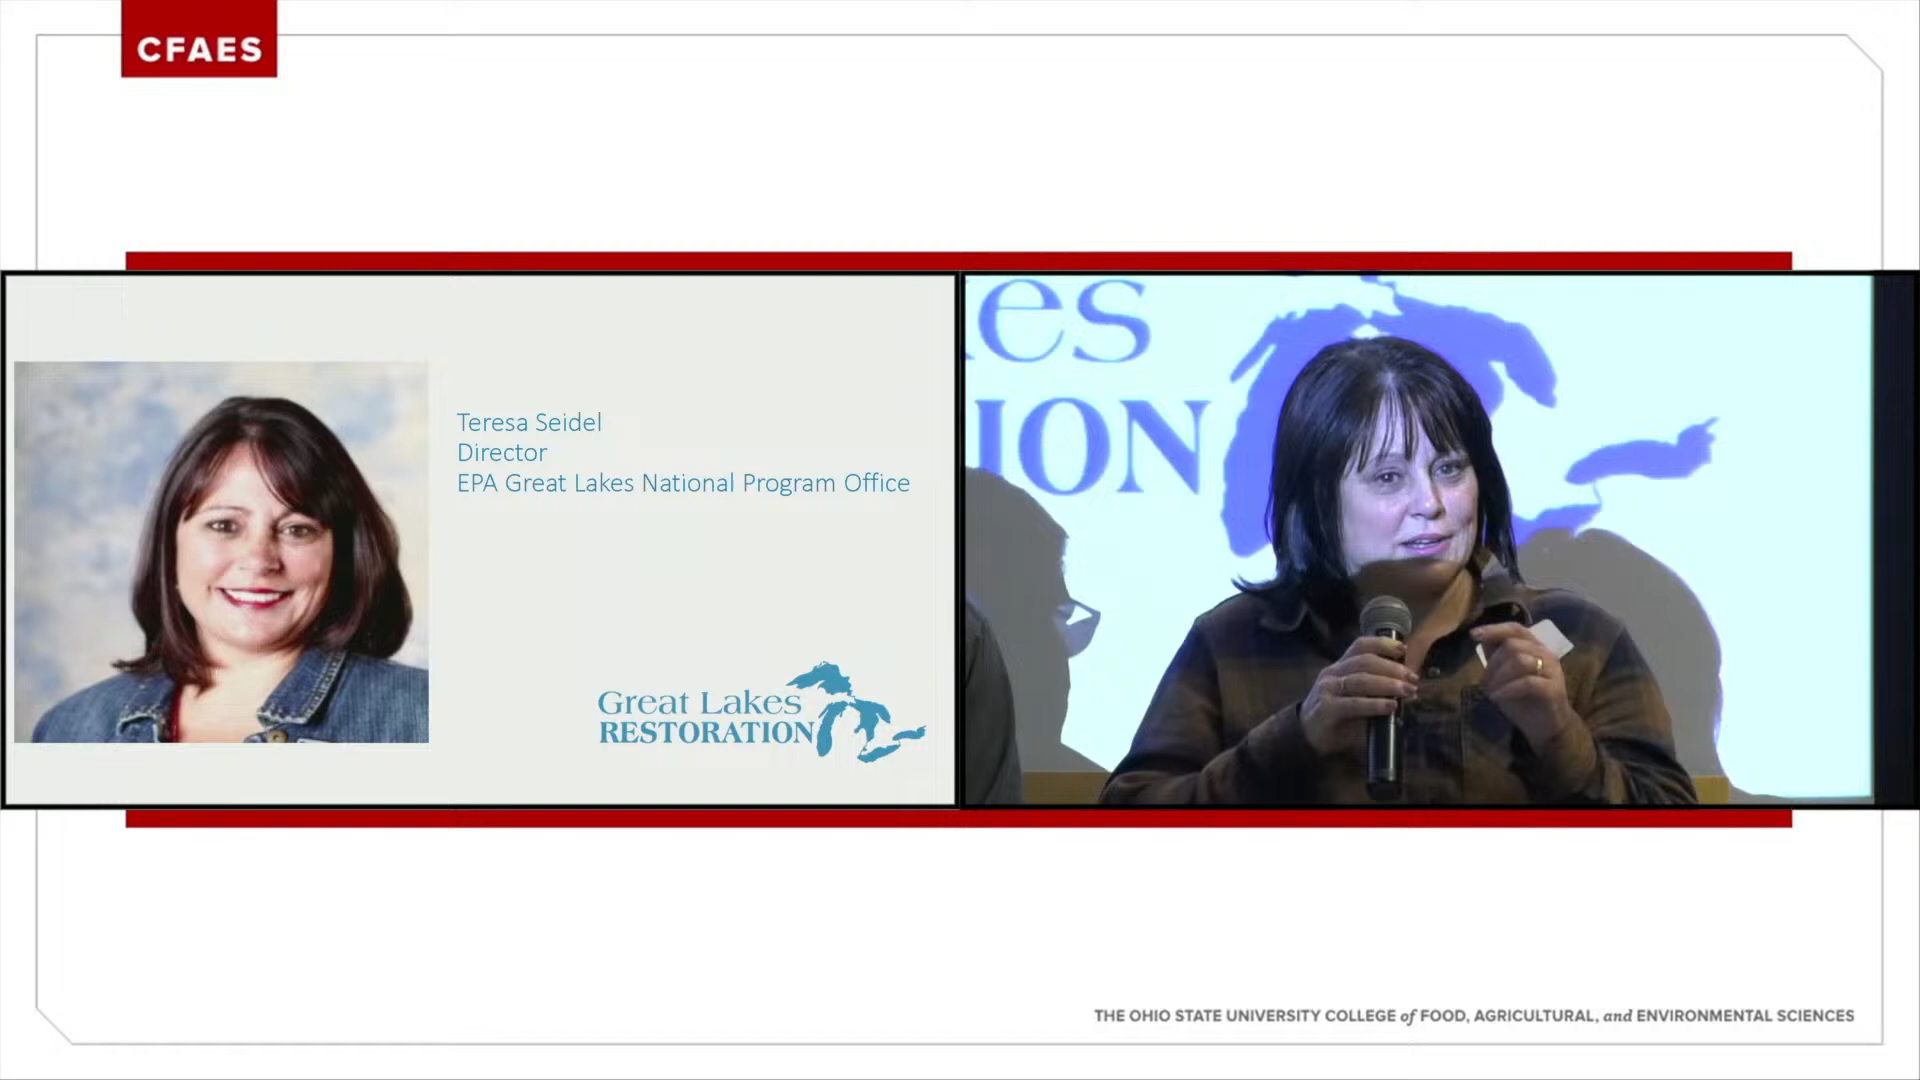 CFAES
Teresa Seidel
Director
EPA Great Lakes National Program Office
Great Lakes
RESTORATION
es
ION
THE OHIO STATE UNIVERSITY COLLEGE of FOOD, AGRICULTURAL, and ENVIRONMENTAL SCIENCES